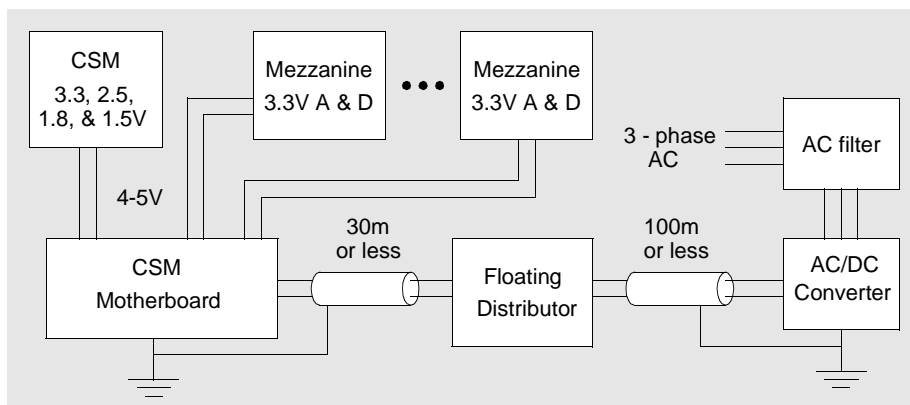 CSM
3.3, 2.5,
1.8, & 1.5V
Mezzanine
3.3V A & D
Mezzanine
3.3V A & D
3 - phase
AC
AC filter
4-5V
30m
or less
100m
or less
CSM
Motherboard
Floating
Distributor
AC/DC
Converter